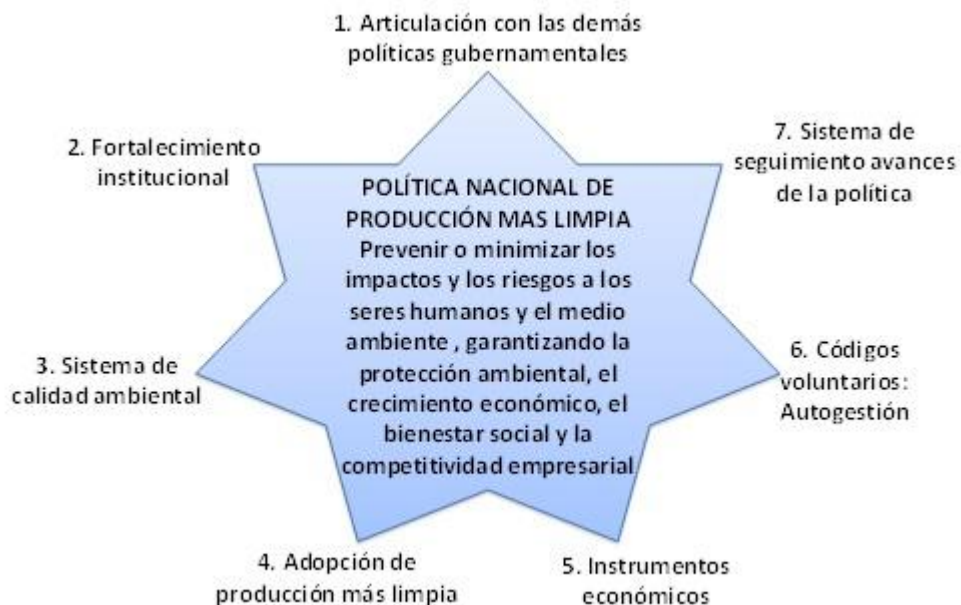 1. Articulación con las demás
políticas gubernamentales
2. Fortalecimiento
institucional
7. Sistema de
seguimiento avances
de la política
POLÍTICA NACIONAL DE
PRODUCCIÓN MAS LIMPIA
Prevenir o minimizar los
impactos y los riesgos a los
seres humanos y el medio
ambiente , garantizando la
protección ambiental, el
crecimiento económico, el
bienestar social y la
competitividad empresarial
3. Sistema de
calidad ambiental
6. Códigos
voluntarios:
Autogestión
4. Adopción de
producción más limpia
5. Instrumentos
económicos